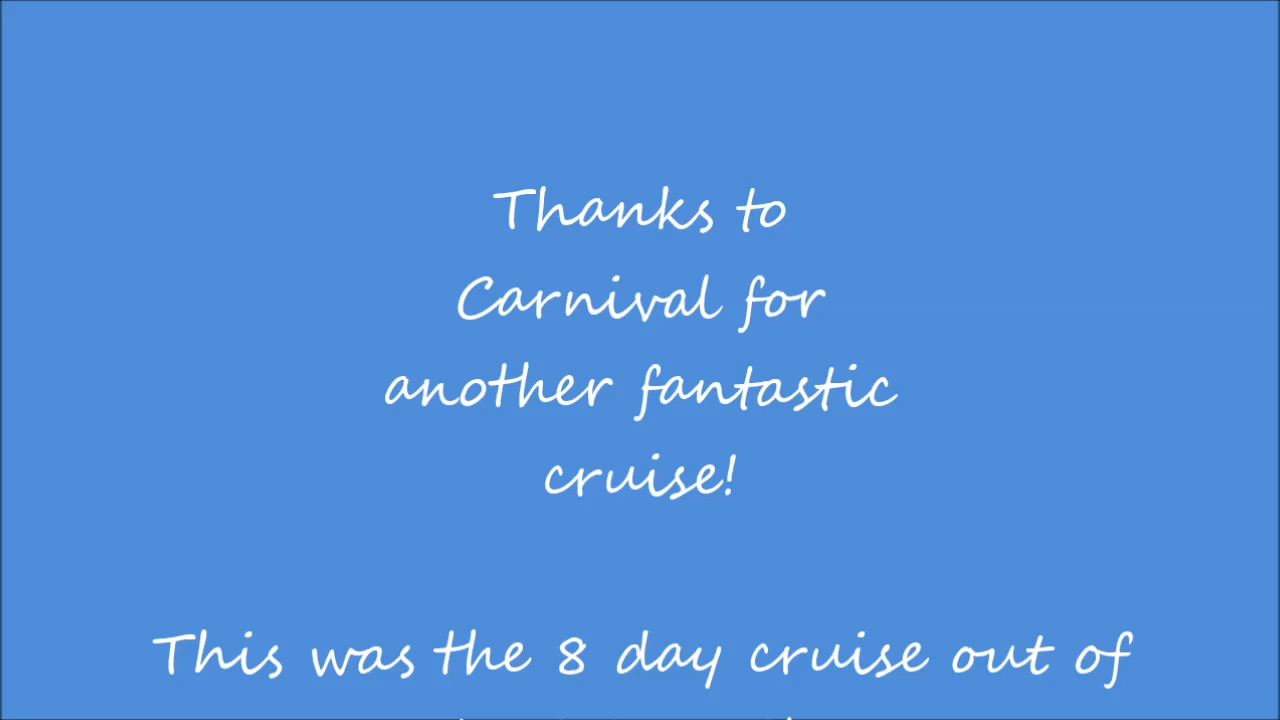 Thanks to
Carnival for
another fantastic
cruise!
This was the 8 day cruise out of